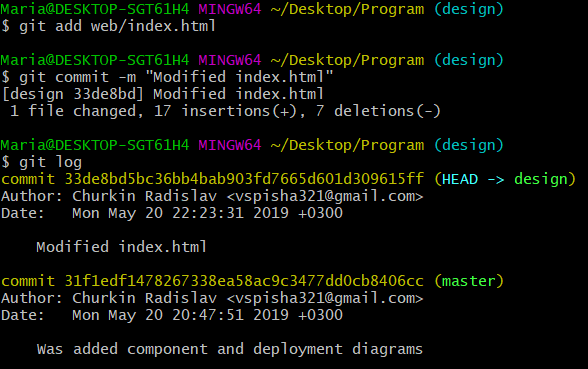 Maria@DESKTOP-SGT61H4 MINGW64 ~/Desktop/Program (design)
$ git add web/index.html
Maria@DESKTOP-SGT61H4 MINGW64 ~/Desktop/Program (design)
$ git commit -m "Modified index.html"
[design 33de8bd] Modified index.html
 1 file changed, 17 insertions(+), 7 deletions(-)
Maria@DESKTOP-SGT61H4 MINGW64 ~/Desktop/Program (design)
$ git log
commit 33de8bd5bc36bb4bab903fd7665d601d309615ff (HEAD -> design)
Author: Churkin Radislav <vspisha321@gmail.com>
Date:   Mon May 20 22:23:31 2019 +0300
    Modified index.html
commit 31f1edf1478267338ea58ac9c3477dd0cb8406cc (master)
Author: Churkin Radislav <vspisha321@gmail.com>
Date:   Mon May 20 20:47:51 2019 +0300
    Was added component and deployment diagrams